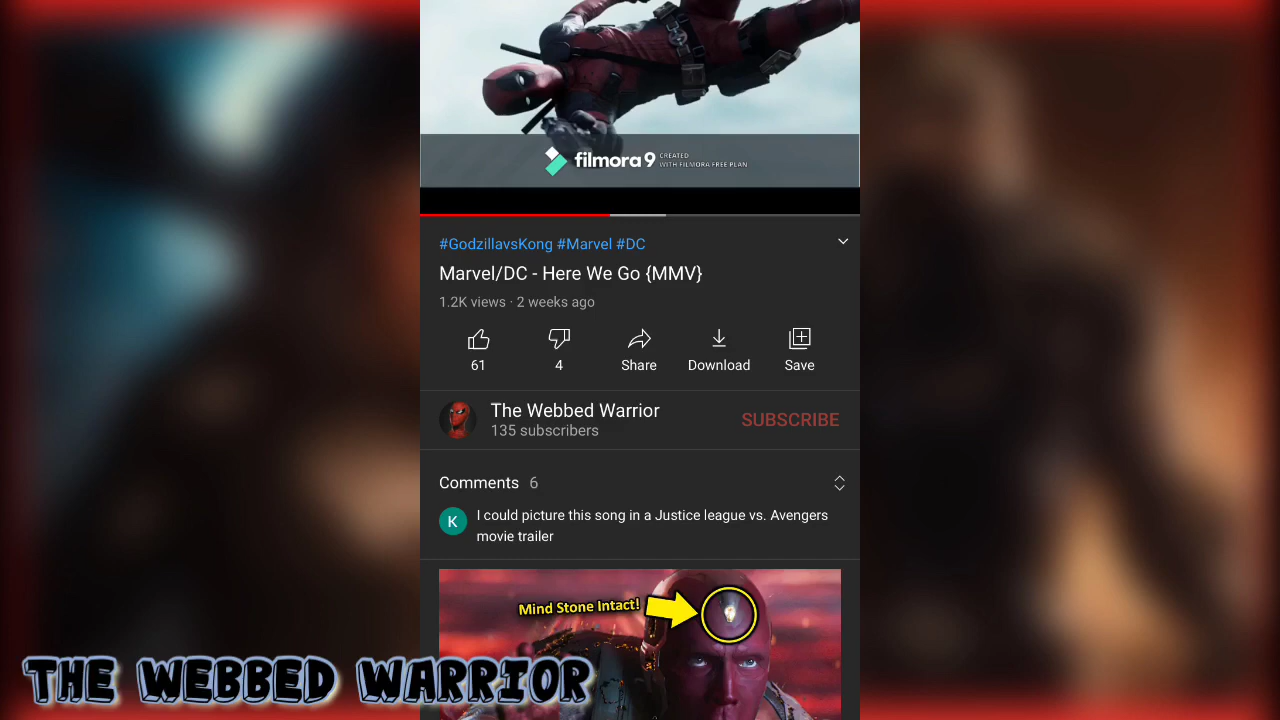 filmora 9 CREATED
WITH FILMORA FREE PLAN
#GodzillavsKong #Marvel #DC
Marvel/DC - Here We Go {MMV}
1.2K views · 2 weeks ago
61 4 Share Download Save
The Webbed Warrior
135 subscribers
SUBSCRIBE
Comments 6
K
I could picture this song in a Justice league vs. Avengers
movie trailer
Mind Stone Intact!
THE WEBBED WARRIOR